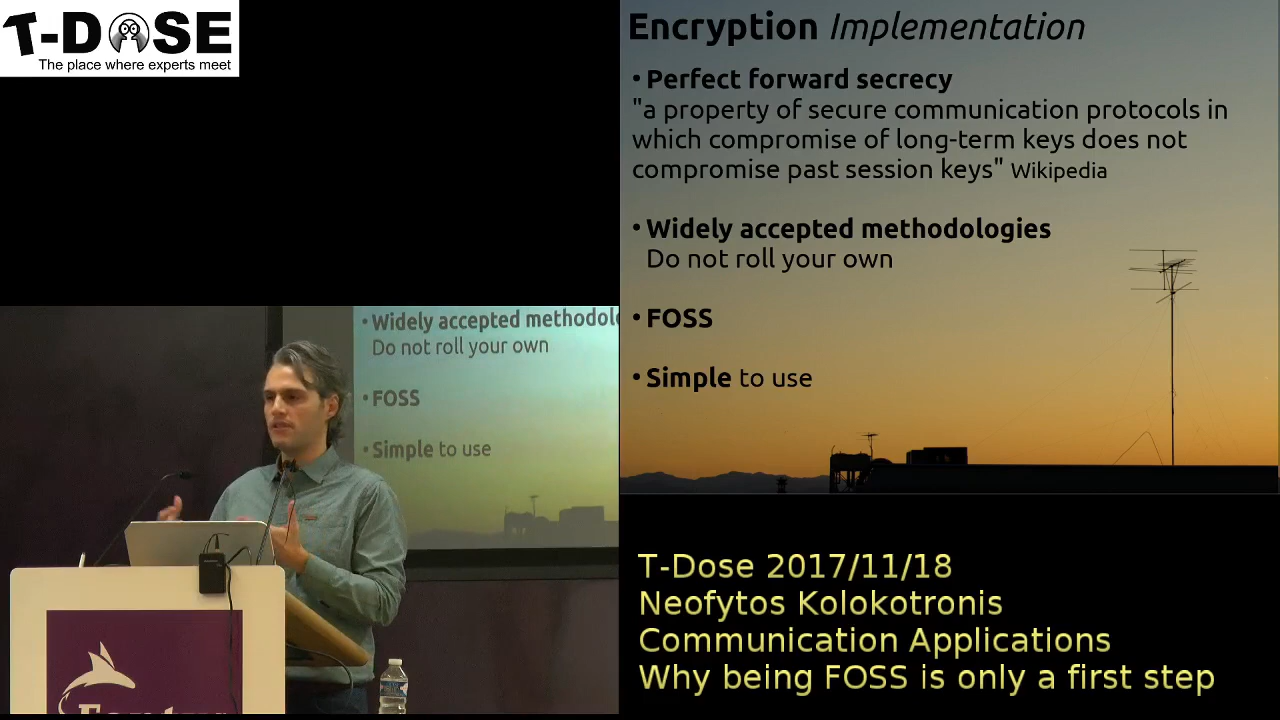 T-DOSE
The place where experts meet
Encryption Implementation
• Perfect forward secrecy
"a property of secure communication protocols in
which compromise of long-term keys does not
compromise past session keys" Wikipedia
• Widely accepted methodologies
Do not roll your own
• FOSS
• Simple to use
• Widely accepted methodol
Do not roll your own
• FOSS
• Simple to use
T-Dose 2017/11/18
Neofytos Kolokotronis
Communication Applications
Why being FOSS is only a first step